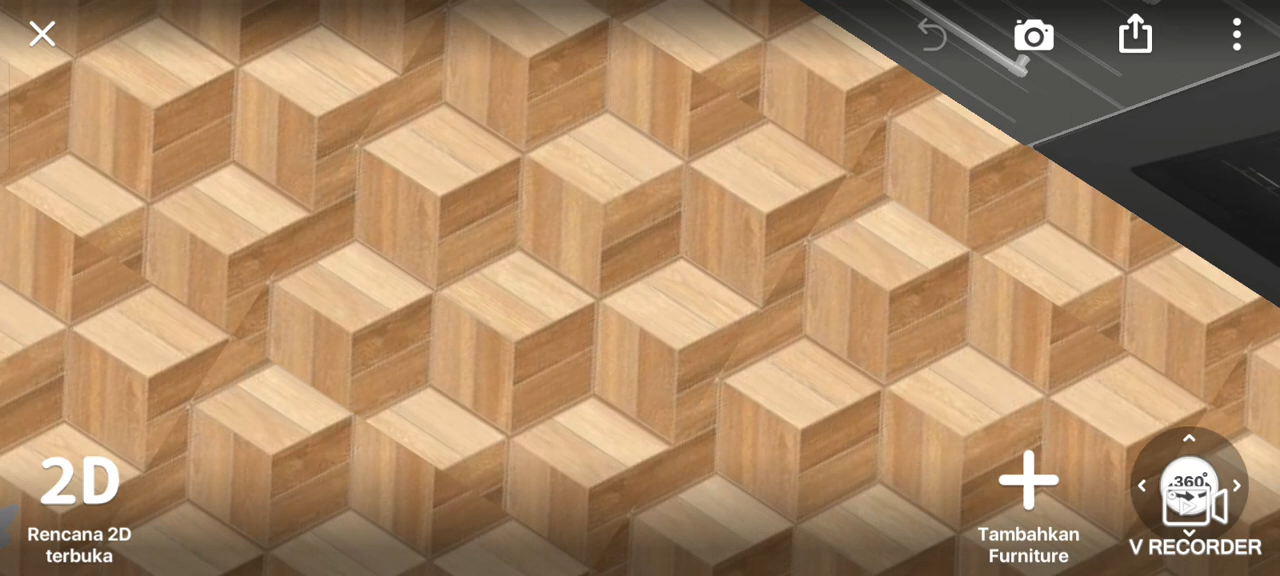 2D
Rencana 2D
terbuka
Tambahkan
Furniture
360°
V RECORDER